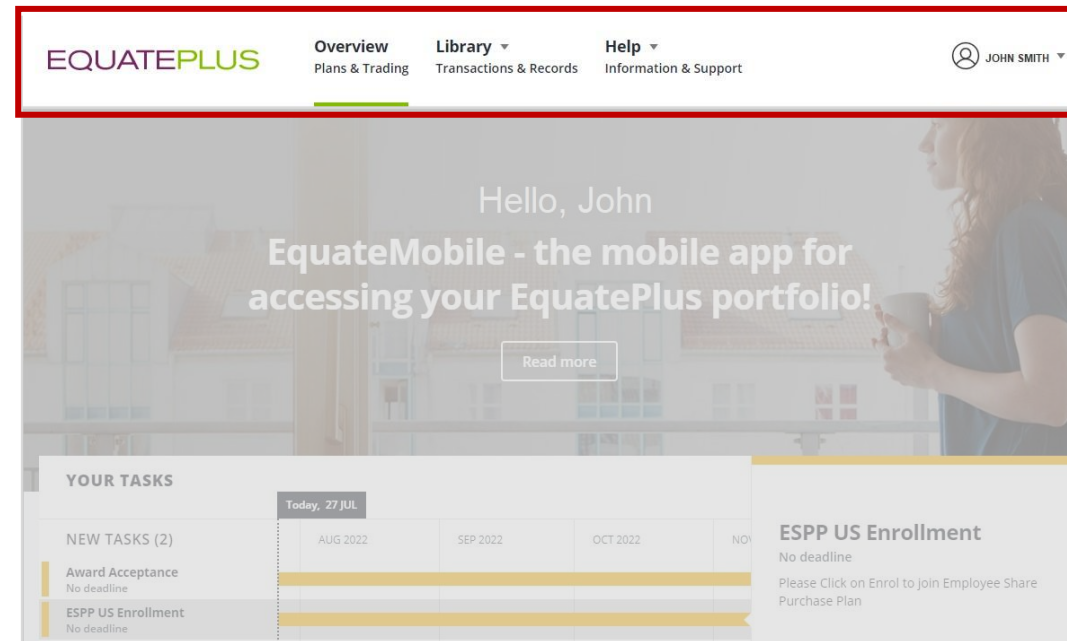 EQUATEPLUS
Overview
Plans & Trading
Library
Transactions & Records
Help
Information & Support
JOHN SMITH
Hello, John
EquateMobile - the mobile app for
accessing your EquatePlus portfolio!
Read more
YOUR TASKS
Today, 27 JUL
NEW TASKS (2)
AUG 2022
SEP 2022
OCT 2022
NOV
Award Acceptance
No deadline
ESPP US Enrollment
No deadline
ESPP US Enrollment
No deadline
Please Click on Enrol to join Employee Share
Purchase Plan